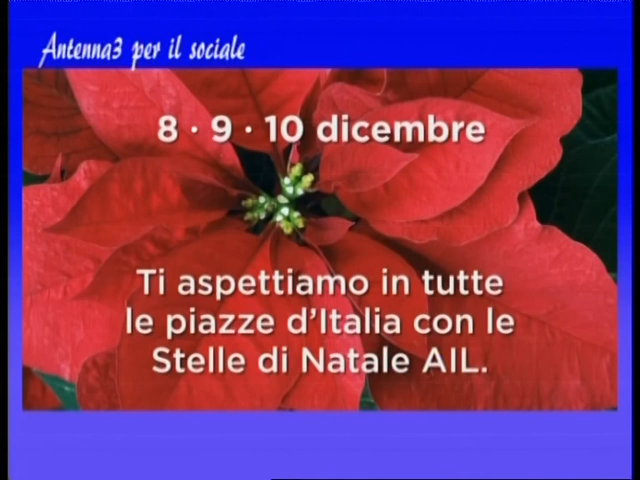 Antenna3 per il sociale
8 · 9 · 10 dicembre
Ti aspettiamo in tutte
le piazze d'Italia con le
Stelle di Natale AIL.